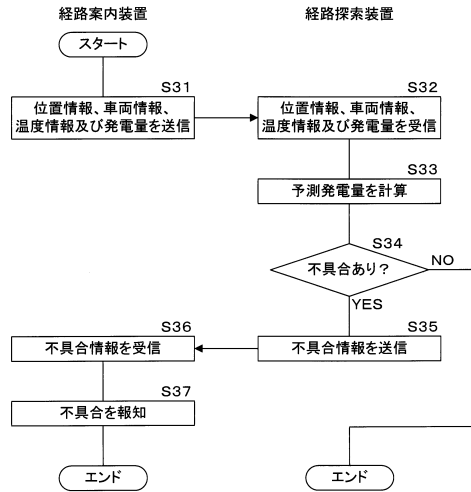 経路案内装置
経路探索装置
スタート
S31
位置情報、車両情報、
温度情報及び発電量を送信
S32
位置情報、車両情報、
温度情報及び発電量を受信
S33
予測発電量を計算
S34
不具合あり?
NO
YES
S35
不具合情報を送信
S36
不具合情報を受信
S37
不具合を報知
エンド
エンド